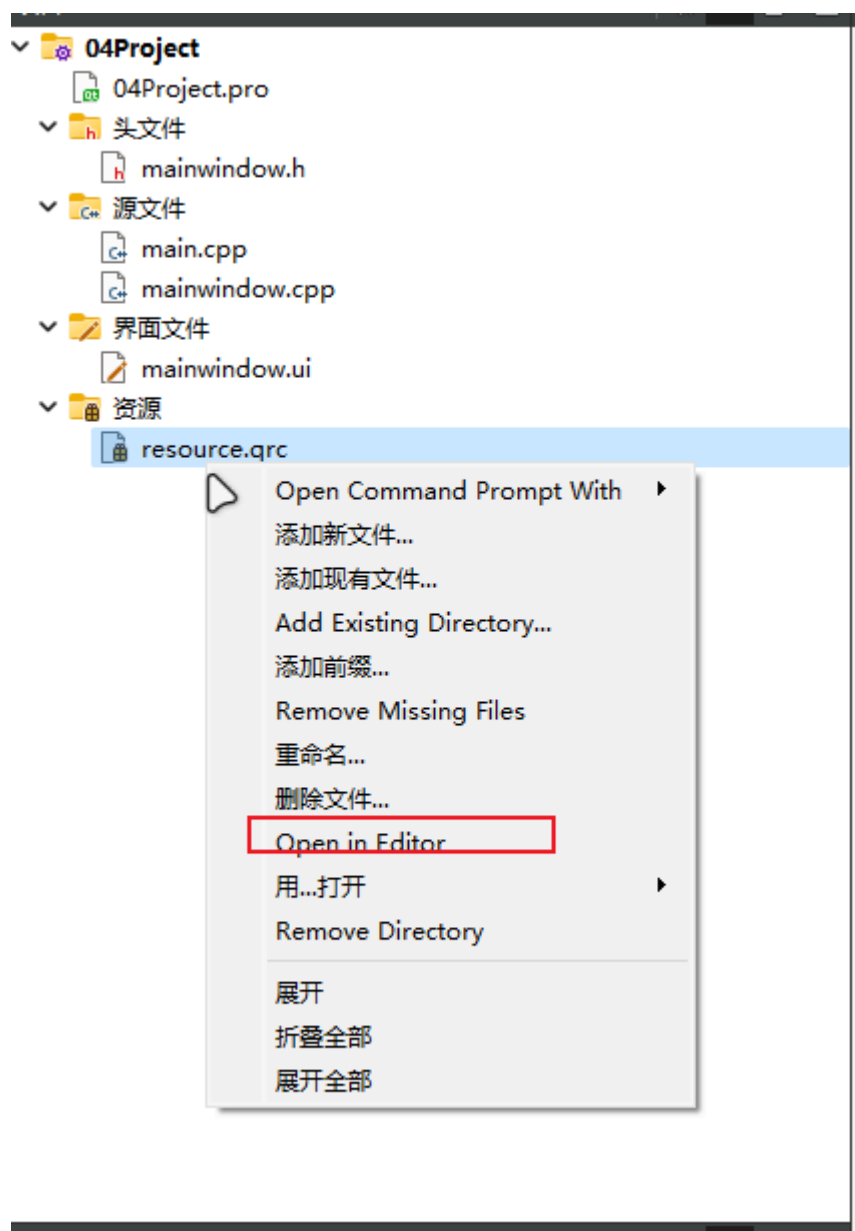 04Project
04Project.pro
头文件
mainwindow.h
源文件
main.cpp
mainwindow.cpp
界面文件
mainwindow.ui
资源
resource.qrc
Open Command Prompt With
添加新文件...
添加现有文件...
Add Existing Directory...
添加前缀...
Remove Missing Files
重命名...
删除文件...
Open in Editor
用...打开
Remove Directory
展开
折叠全部
展开全部